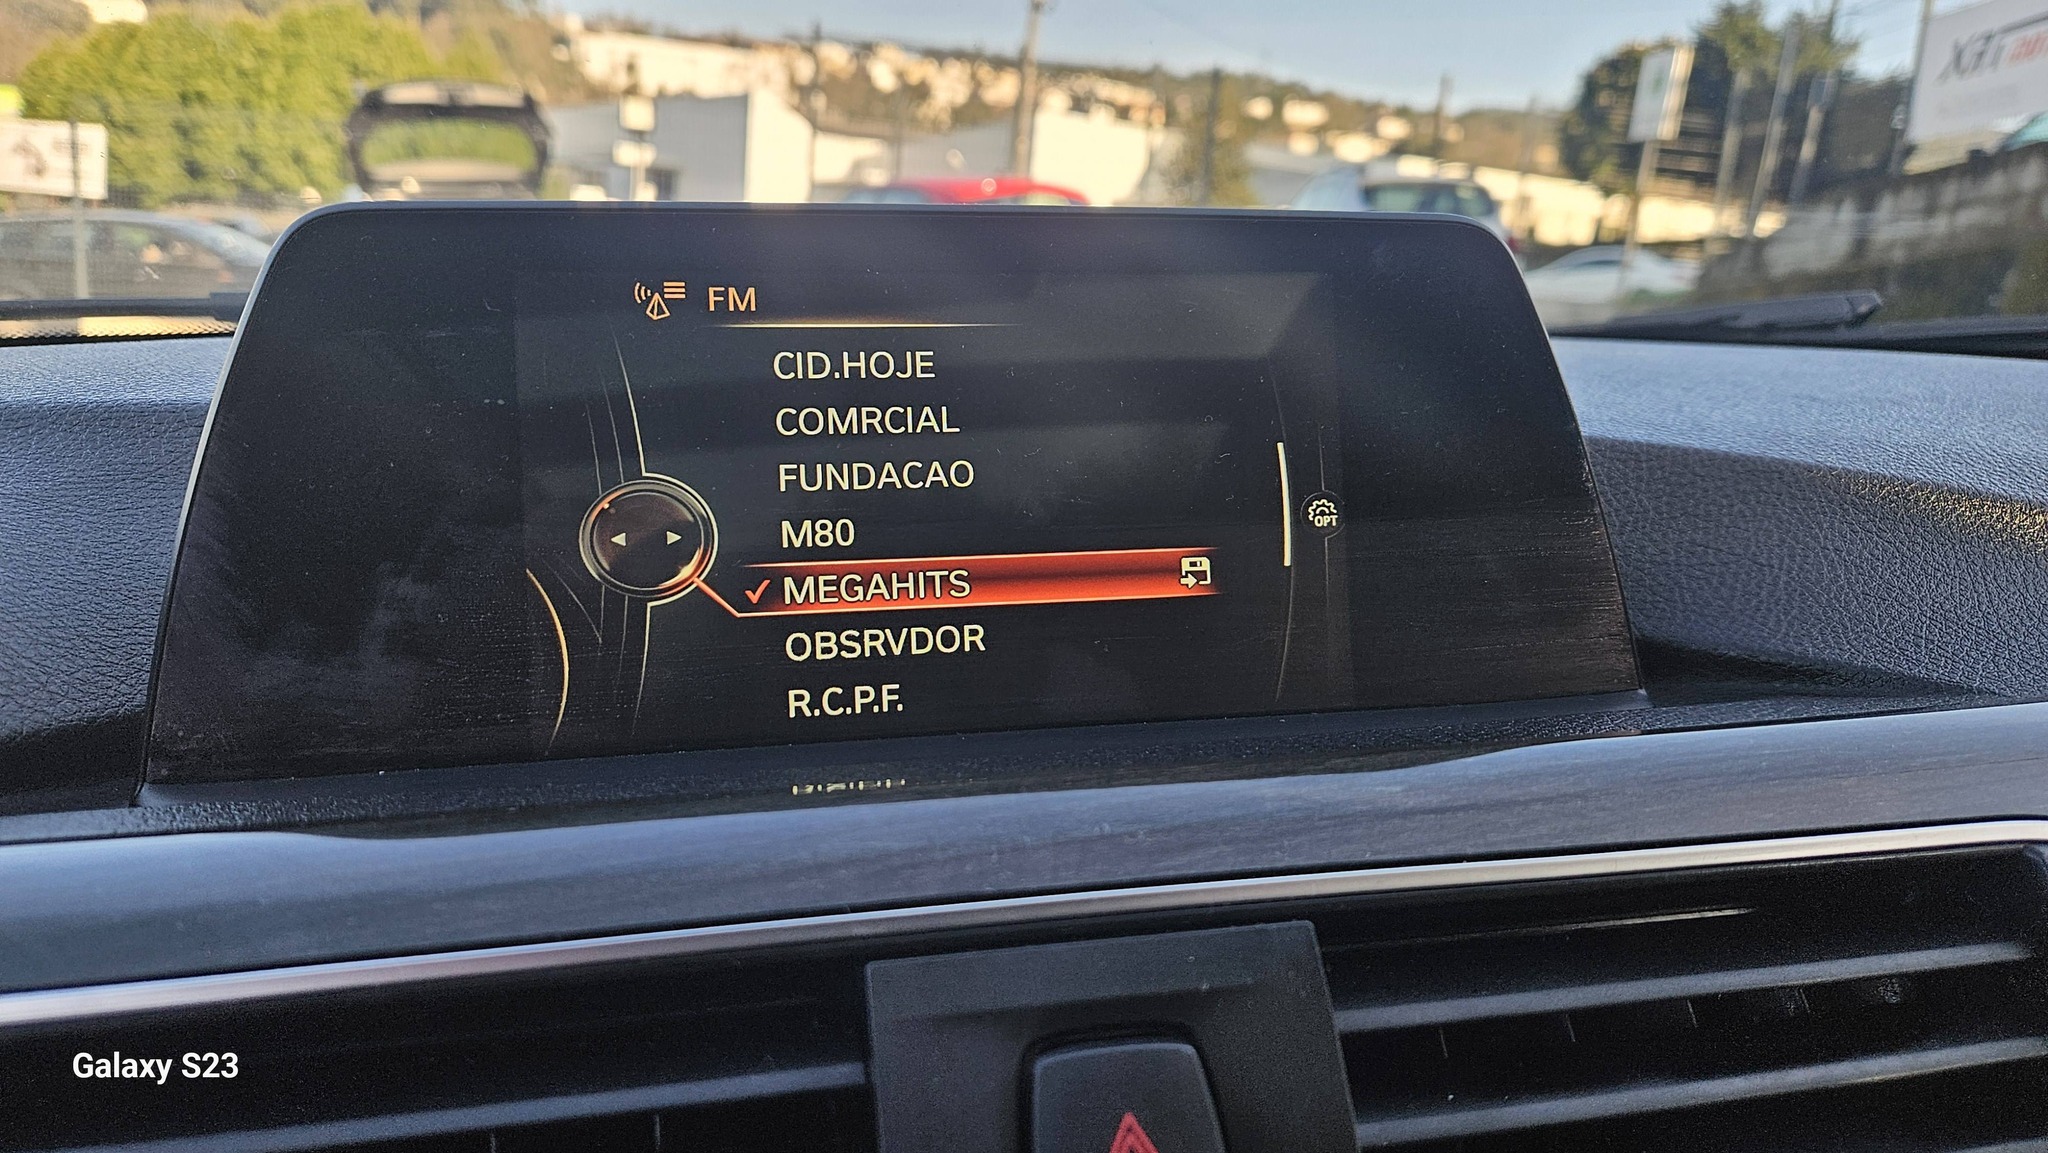 FM
CID.HOJE
COMRCIAL
FUNDACAO
M80
MEGAHITS
OBSRVDOR
R.C.P.F.
OPT
Galaxy S23